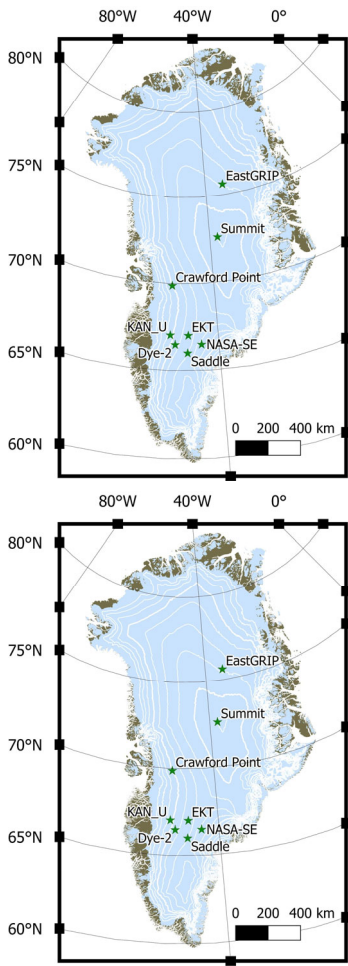 80°W 40°W 0°
80°N
75°N
EastGRIP
Summit
70°N
Crawford Point
KAN_U EKT
Dye-2 NASA-SE
65°N Saddle
0 200 400 km
60°N
80°W 40°W 0°
80°N
75°N
EastGRIP
Summit
70°N
Crawford Point
KAN_U EKT
Dye-2 NASA-SE
65°N Saddle
0 200 400 km
60°N